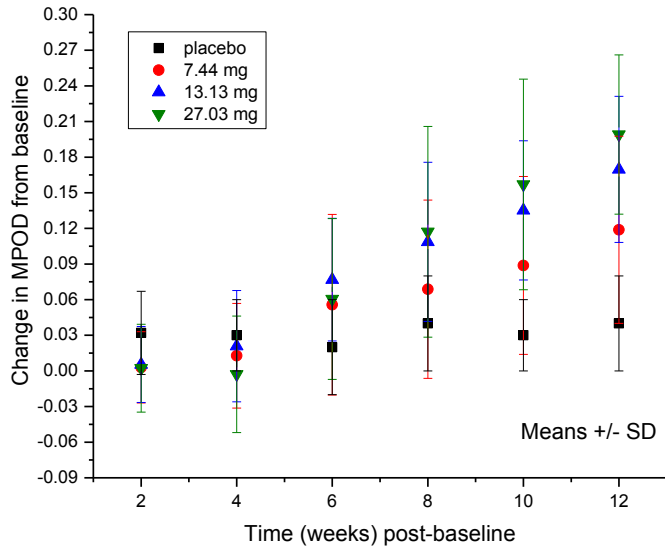 0.30
0.27
0.24
0.21
0.18
0.15
0.12
0.09
0.06
0.03
0.00
-0.03
-0.06
-0.09
Change in MPOD from baseline
placebo
7.44 mg
13.13 mg
27.03 mg
Means +/- SD
2 4 6 8 10 12
Time (weeks) post-baseline